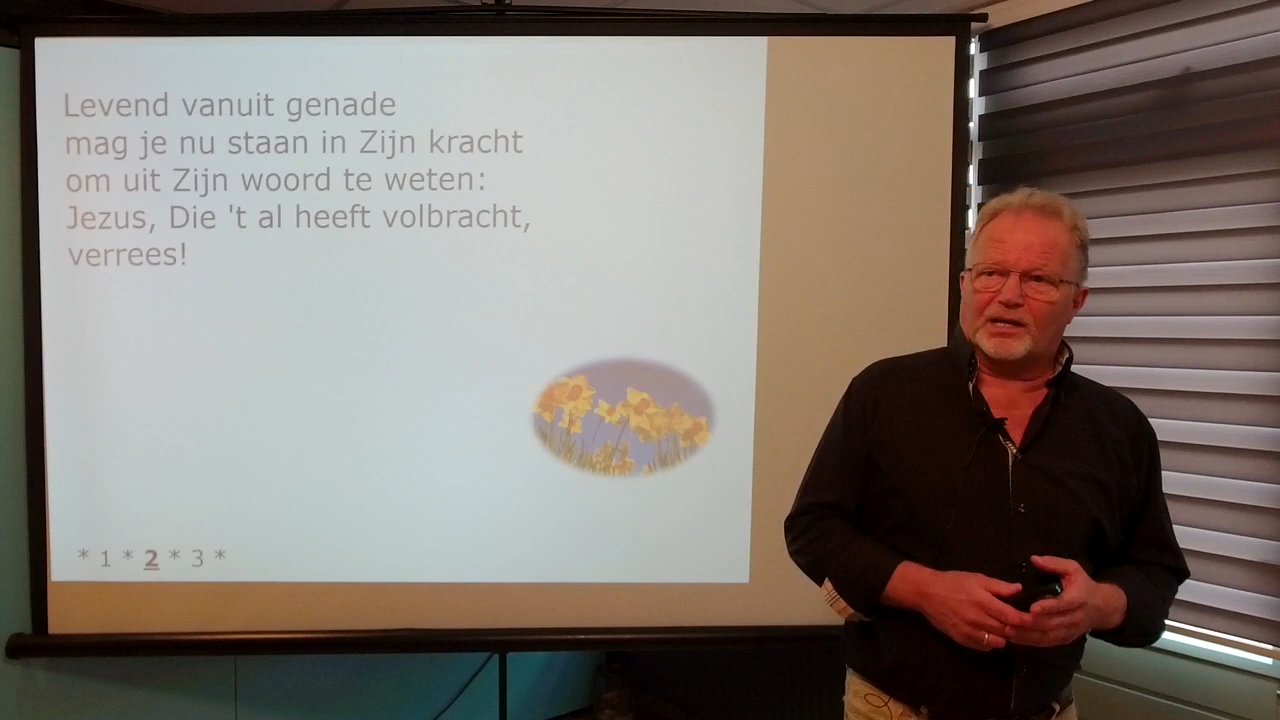 Levend vanuit genade
mag je nu staan in Zijn kracht
om uit Zijn woord te weten:
Jezus, Die 't al heeft volbracht,
verrees!
* 1 * 2 * 3 *